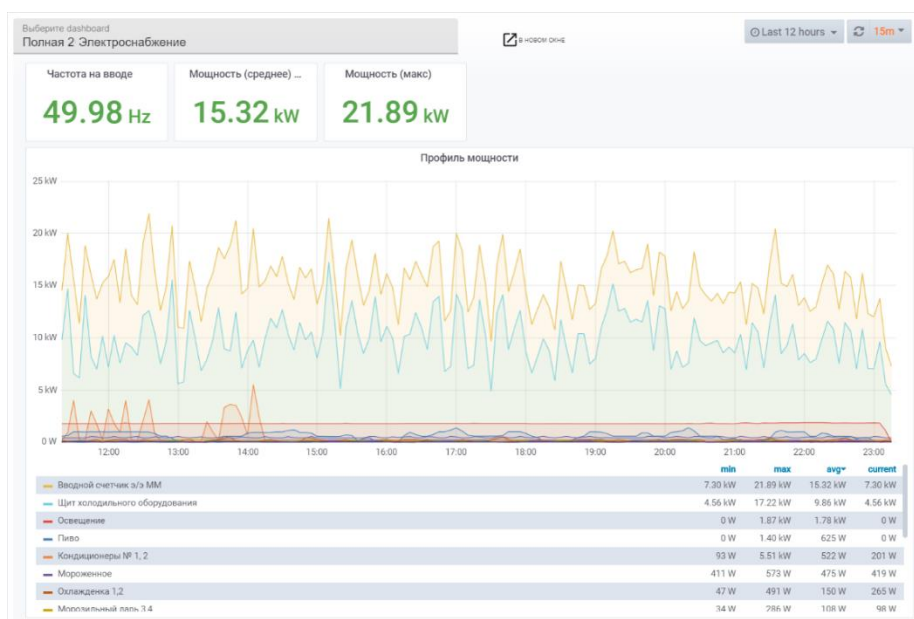 Выберите dashboard
Полная 2 Электроснабжение
В НОВОМ ОКНЕ
Last 12 hours
15m
Частота на вводе
Мощность (среднее) ...
Мощность (макс)
49.98 Hz
15.32 kW
21.89 kW
Профиль мощности
25 kW
20 kW
15 kW
10 kW
5 kW
0 W
12:00 13:00 14:00 15:00 16:00 17:00 18:00 19:00 20:00 21:00 22:00 23:00
min max avg current
Вводной счетчик э/э ММ 7.30 kW 21.89 kW 15.32 kW 7.30 kW
Щит холодильного оборудования 4.56 kW 17.22 kW 9.86 kW 4.56 kW
Освещение 0 W 1.87 kW 1.78 kW 0 W
Пиво 0 W 1.40 kW 625 W 0 W
Кондиционеры № 1, 2 93 W 5.51 kW 522 W 201 W
Мороженное 411 W 573 W 475 W 419 W
Охлажденка 1,2 47 W 491 W 150 W 265 W
Морозильный ларь 3,4 34 W 286 W 108 W 98 W